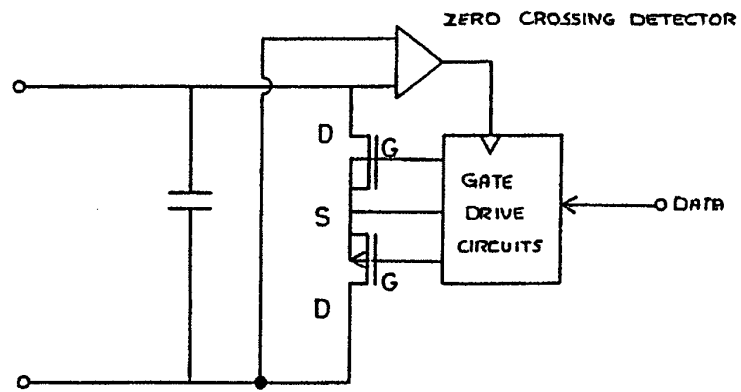 ZERO CROSSING DETECTOR
D
G
GATE
DRIVE
CIRCUITS
S
DATA
G
D